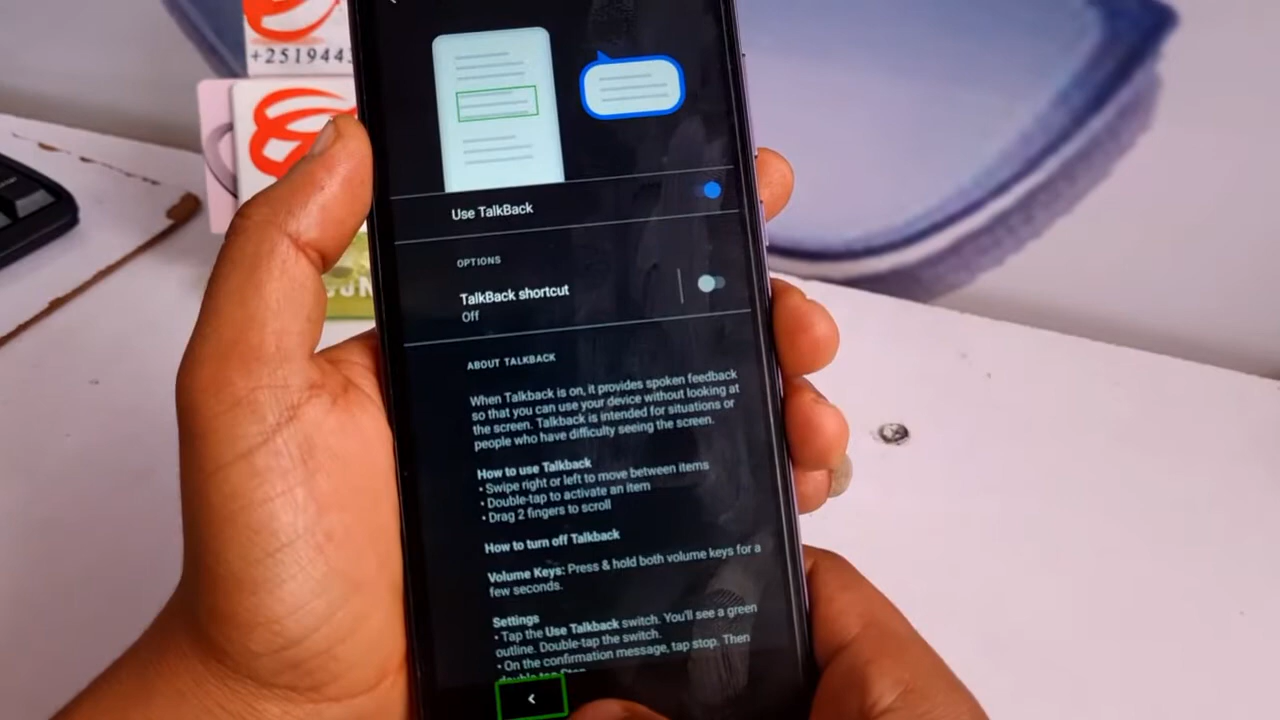 +251944
Use TalkBack
OPTIONS
TalkBack shortcut
Off
ABOUT TALKBACK
When Talkback is on, it provides spoken feedback
so that you can use your device without looking at
the screen. Talkback is intended for situations or
people who have difficulty seeing the screen.
How to use Talkback
• Swipe right or left to move between items
• Double-tap to activate an item
• Drag 2 fingers to scroll
How to turn off Talkback
Volume Keys: Press & hold both volume keys for a
few seconds.
Settings
• Tap the Use Talkback switch. You'll see a green
outline. Double-tap the switch.
• On the confirmation message, tap stop. Then